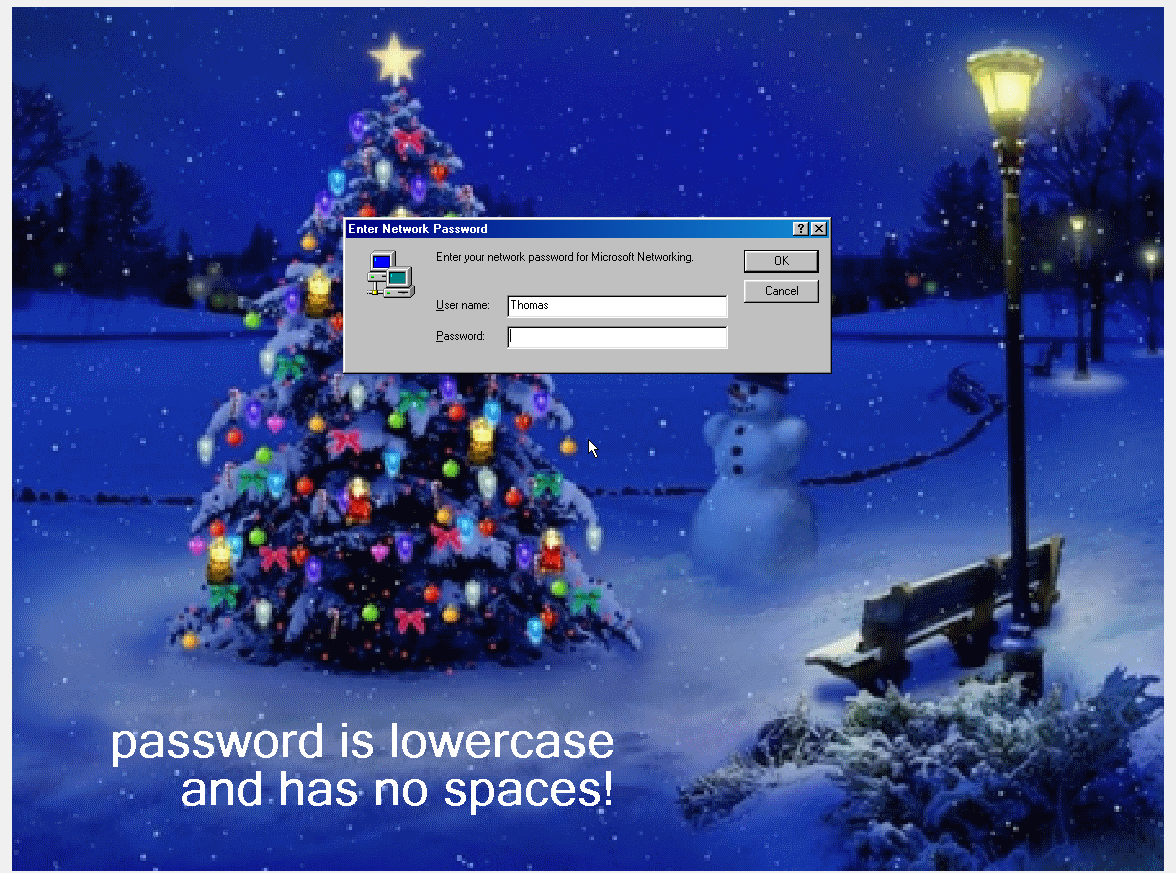 Enter Network Password
Enter your network password for Microsoft Networking.
OK
Cancel
User name: Thomas
Password:
password is lowercase
and has no spaces!